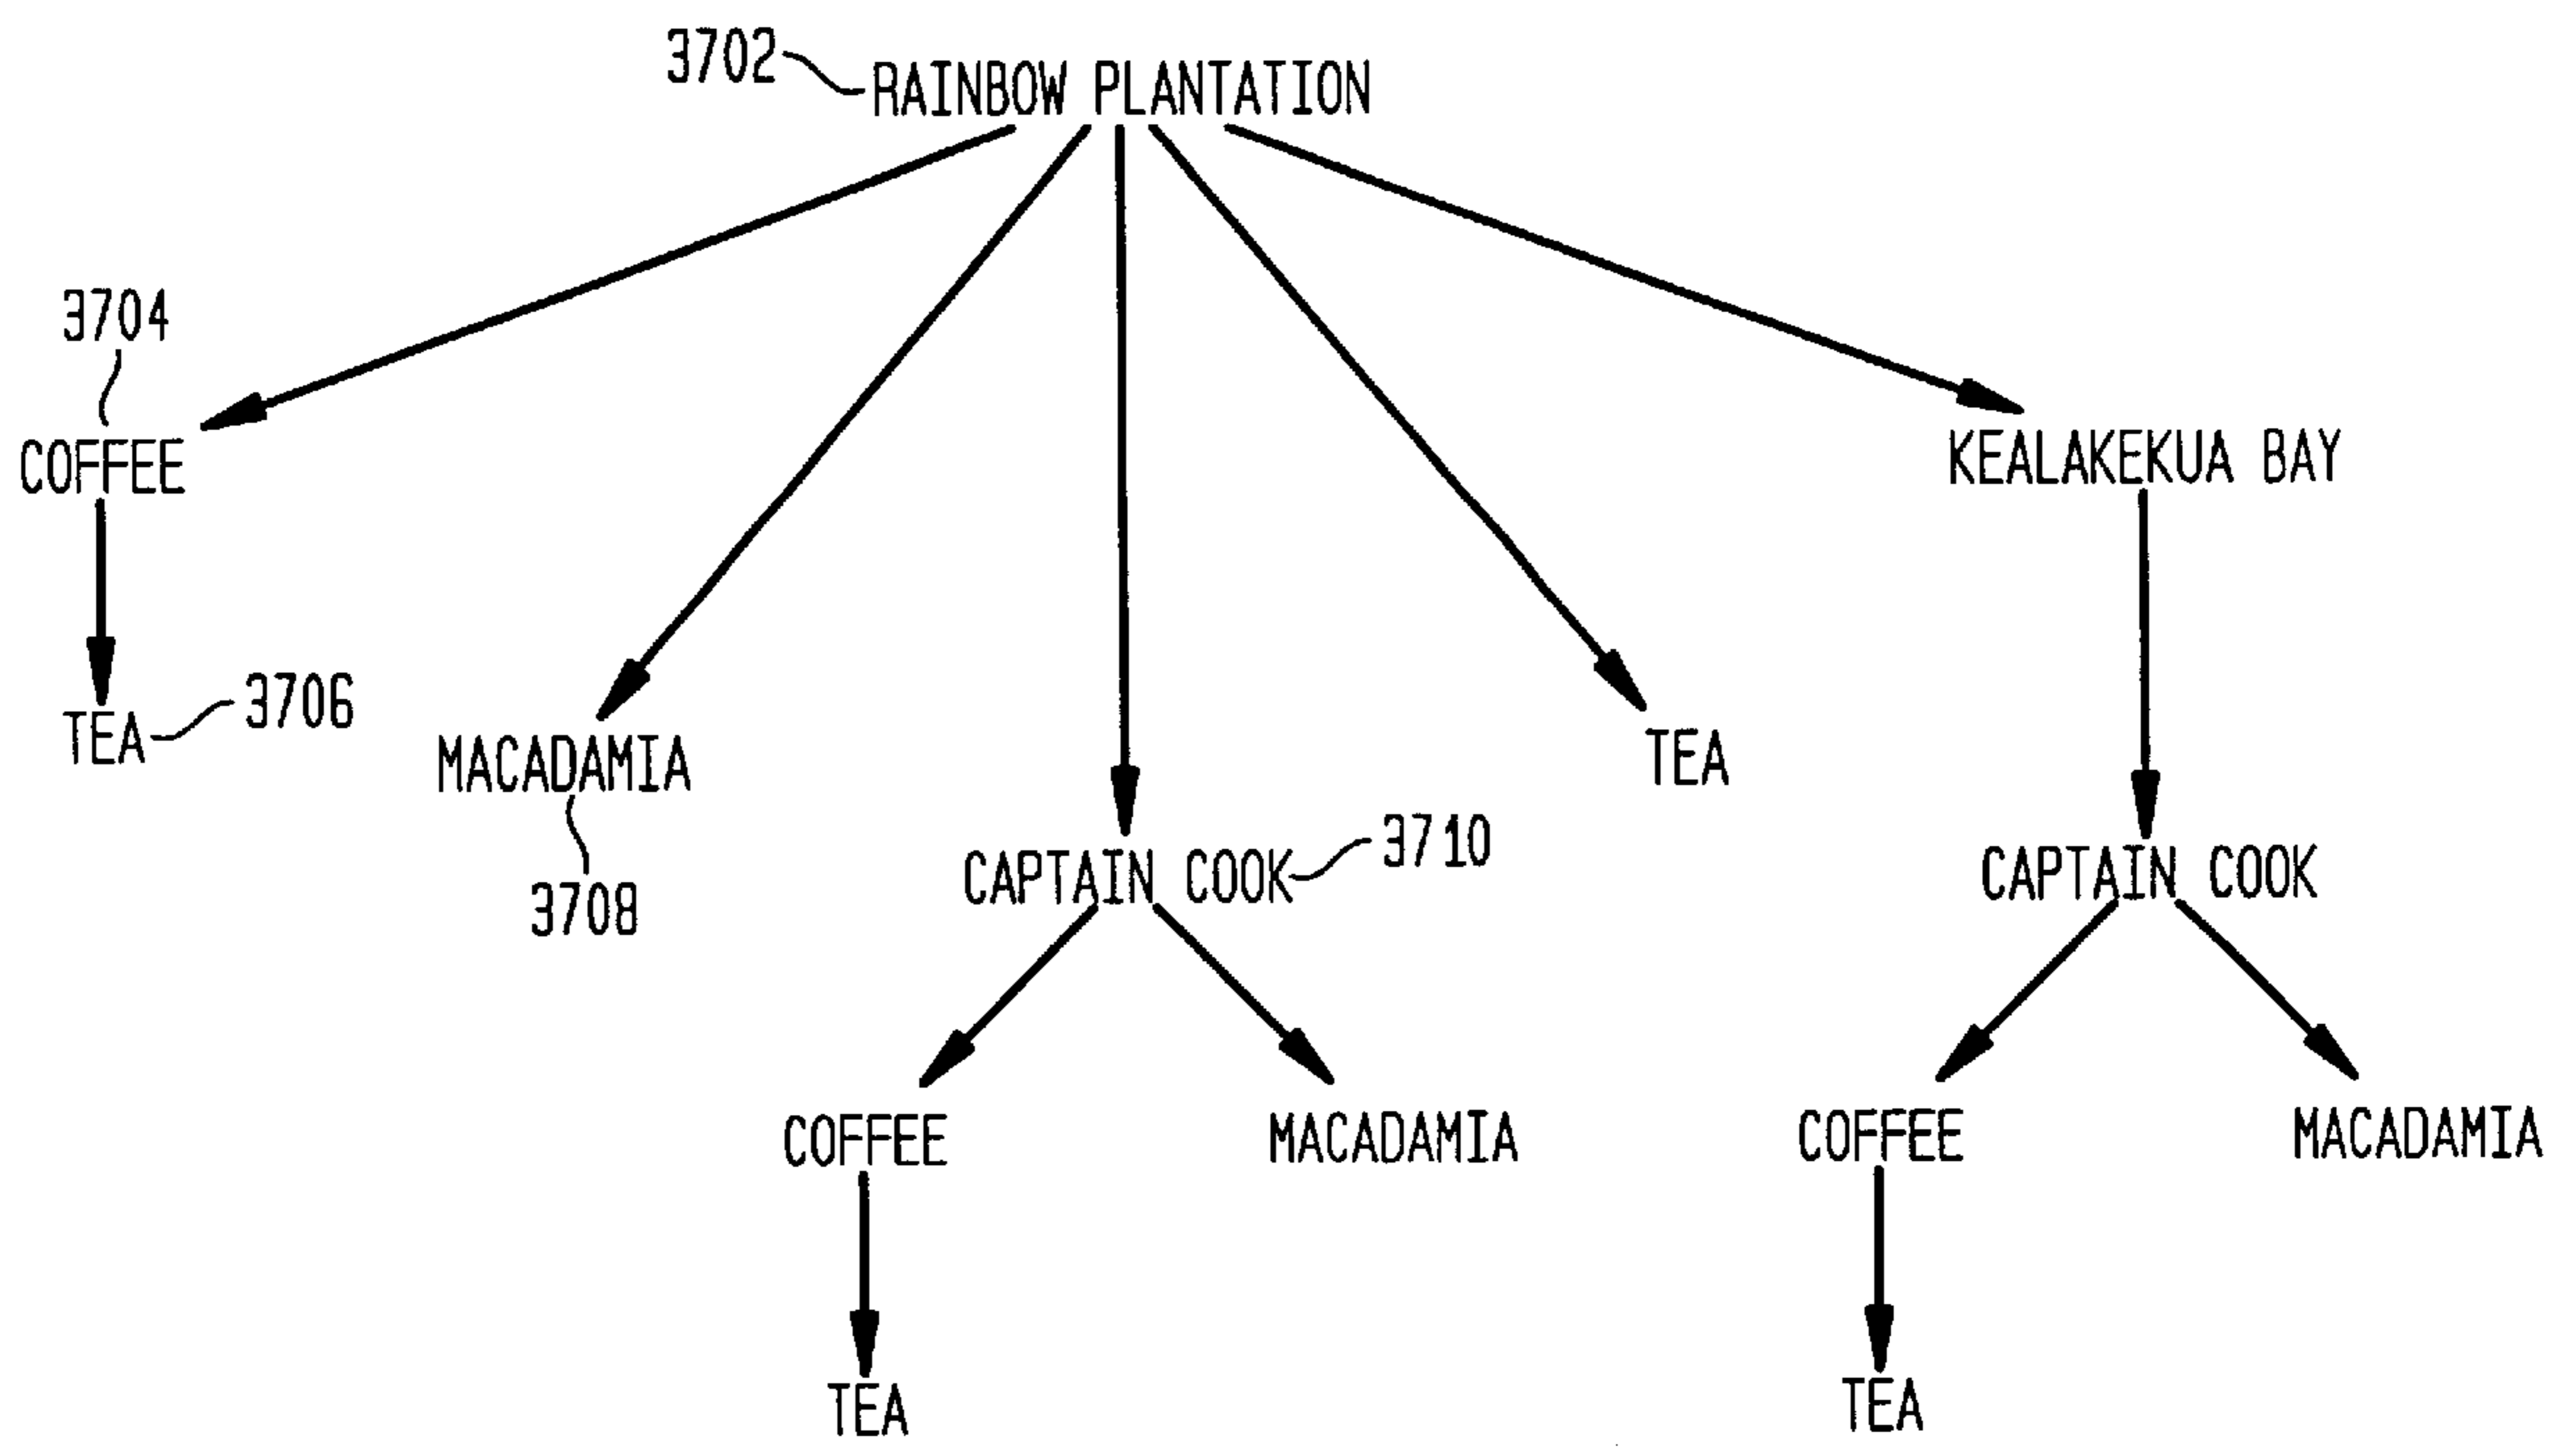 3702
RAINBOW PLANTATION
3704
COFFEE
KEALAKEKUA BAY
TEA
3706
MACADAMIA
TEA
3708
CAPTAIN COOK
3710
CAPTAIN COOK
COFFEE
MACADAMIA
COFFEE
MACADAMIA
TEA
TEA